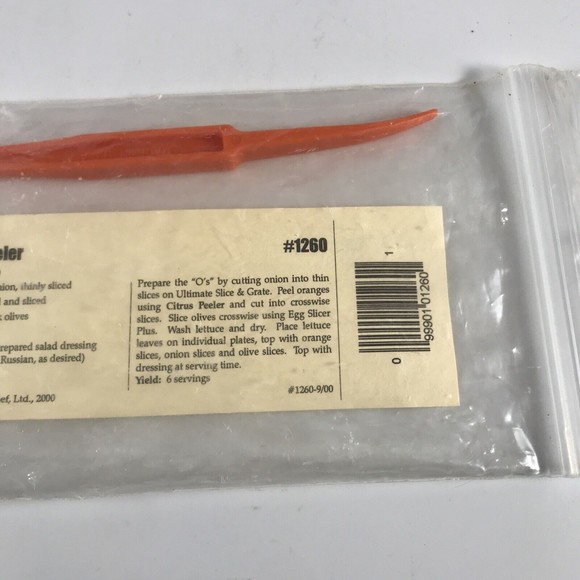 eler
#1260
nion, thinly sliced
l and sliced
k olives
repared salad dressing
Russian, as desired)
ef, Ltd., 2000
Prepare the "O's" by cutting onion into thin
slices on Ultimate Slice & Grate. Peel oranges
using Citrus Peeler and cut into crosswise
slices. Slice olives crosswise using Egg Slicer
Plus. Wash lettuce and dry. Place lettuce
leaves on individual plates, top with orange
slices, onion slices and olive slices. Top with
dressing at serving time.
Yield: 6 servings
#1260-9/00
0 99901 01260 1